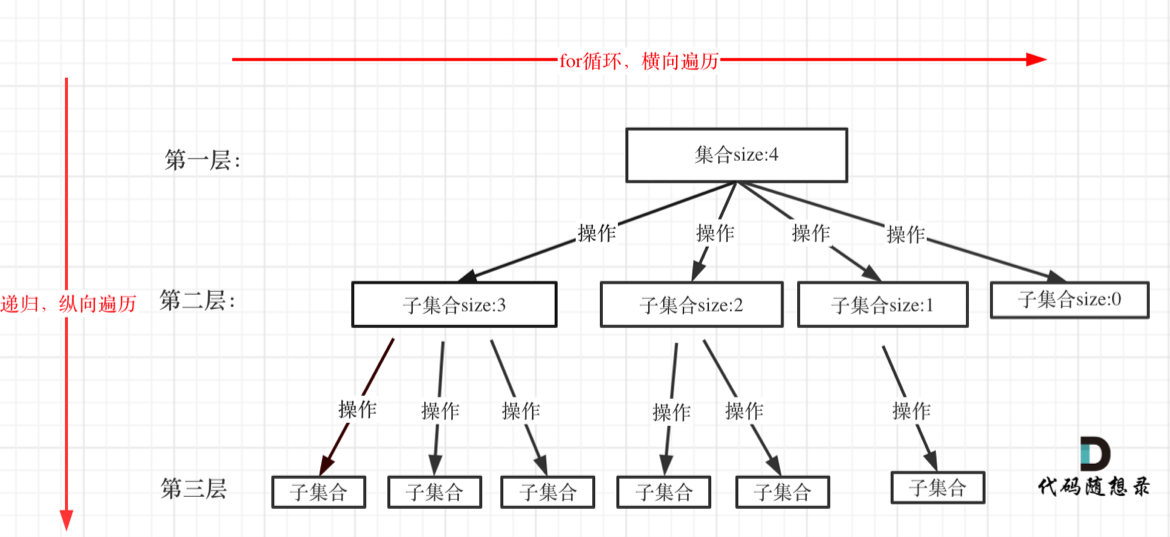 for循环，横向遍历
第一层：
集合size:4
操作
操作
操作
操作
递归，纵向遍历
第二层：
子集合size:3
子集合size:2
子集合size:1
子集合size:0
操作
操作
操作
操作
操作
操作
第三层
子集合
子集合
子集合
子集合
子集合
子集合
代码随想录